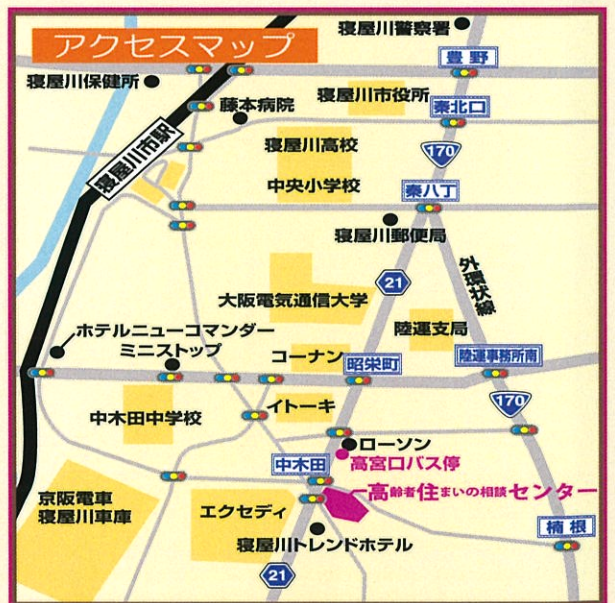 アクセスマップ
寝屋川警察署
豊野
寝屋川保健所
寝屋川市役所
藤本病院
秦北口
寝屋川市駅
寝屋川高校
170
中央小学校
秦八丁
寝屋川郵便局
外環状線
21
大阪電気通信大学
陸運支局
ホテルニューコマンダー
ミニストップ
コーナン
昭栄町
陸運事務所南
170
中木田中学校
イトーキ
ローソン
高宮口バス停
中木田
高齢者住まいの相談センター
京阪電車
寝屋川車庫
エクセディ
楠根
寝屋川トレンドホテル
21